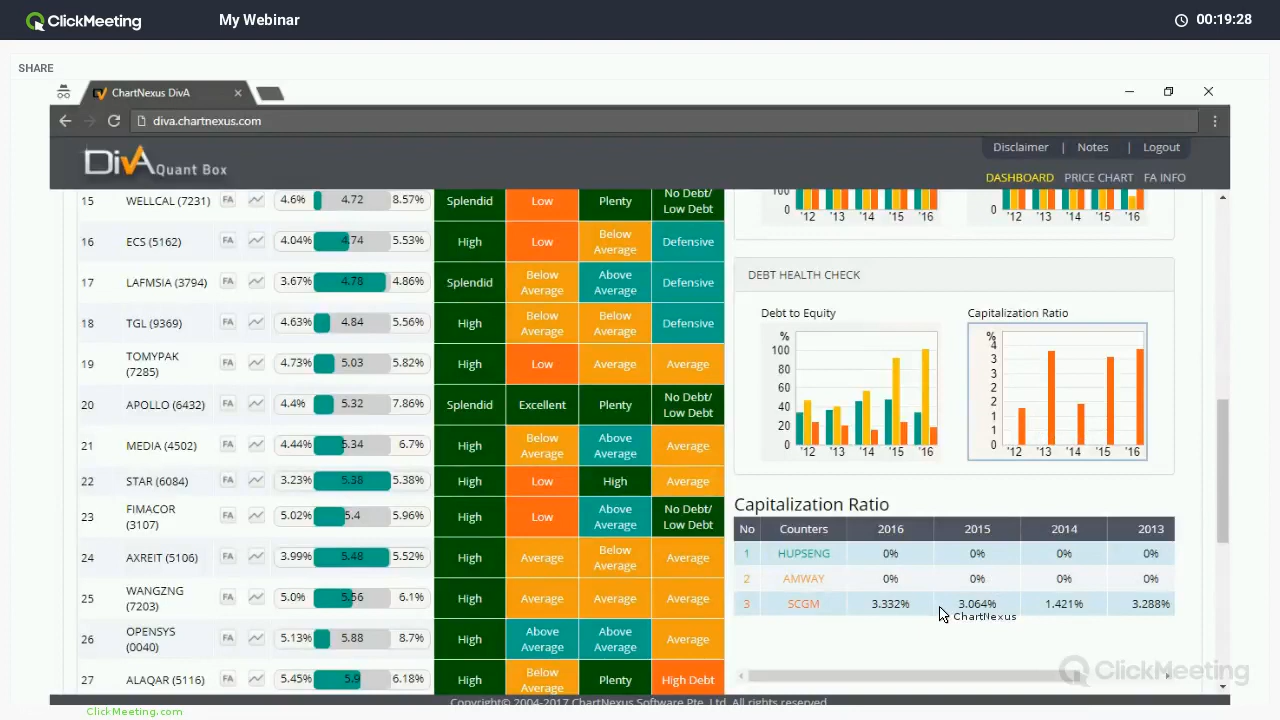 ClickMeeting
My Webinar
00:19:28
SHARE
ChartNexus DivA
diva.chartnexus.com
DivA Quant Box
Disclaimer | Notes | Logout
DASHBOARD PRICE CHART FA INFO
15 WELLCAL (7231) FA 4.6% 4.72 8.57% Splendid Low Plenty No Debt/
Low Debt
16 ECS (5162) FA 4.04% 4.74 5.53% High Low Below
Average Defensive
17 LAFMSIA (3794) FA 3.67% 4.78 4.86% Splendid Below
Average Above
Average Defensive
18 TGL (9369) FA 4.63% 4.84 5.56% High Below
Average Below
Average Defensive
19 TOMYPAK
(7285) FA 4.73% 5.03 5.82% High Low Average Average
20 APOLLO (6432) FA 4.4% 5.32 7.86% Splendid Excellent Plenty No Debt/
Low Debt
21 MEDIA (4502) FA 4.44% 5.34 6.7% High Below
Average Above
Average Average
22 STAR (6084) FA 3.23% 5.38 5.38% High Low High Average
23 FIMACOR
(3107) FA 5.02% 5.4 5.96% High Low Above
Average No Debt/
Low Debt
24 AXREIT (5106) FA 3.99% 5.48 5.52% High Average Below
Average Average
25 WANGZNG
(7203) FA 5.0% 5.56 6.1% High Average Average Average
26 OPENSYS
(0040) FA 5.13% 5.88 8.7% High Above
Average Above
Average Average
27 ALAQAR (5116) FA 5.45% 5.9 6.18% High Below
Average Plenty High Debt
100
0
'12 '13 '14 '15 '16
0
'12 '13 '14 '15 '16
DEBT HEALTH CHECK
Debt to Equity
%
100
80
60
40
20
0
'12 '13 '14 '15 '16
Capitalization Ratio
%
4
3
3
2
2
1
1
0
'12 '13 '14 '15 '16
Capitalization Ratio
No Counters 2016 2015 2014 2013
1 HUPSENG 0% 0% 0% 0%
2 AMWAY 0% 0% 0% 0%
3 SCGM 3.332% 3.064% 1.421% 3.288%
ChartNexus
ClickMeeting
Copyright© 2004-2017 ChartNexus Software Pte. Ltd. All rights reserved
ClickMeeting.com